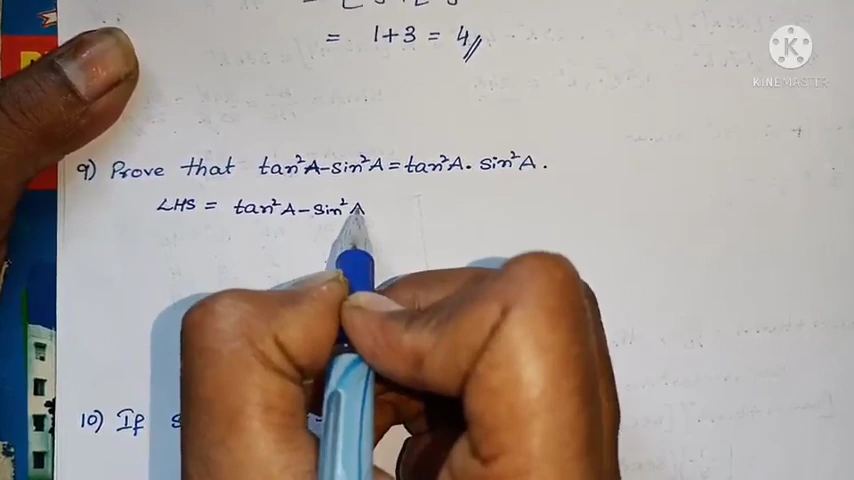 = 1+3 = 4
K
KINEMASTER
9) Prove that tan²A-sin²A=tan²A. sin²A.
LHS = tan²A-sin²A
10) If